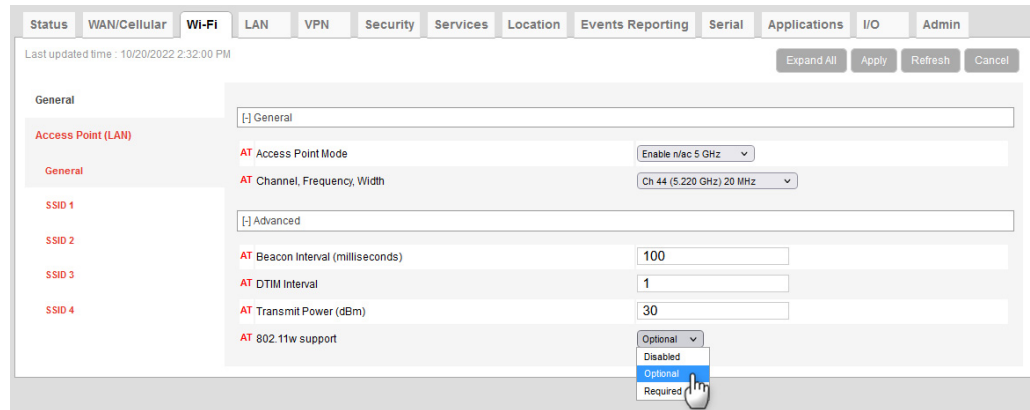 Status WAN/Cellular Wi-Fi LAN VPN Security Services Location Events Reporting Serial Applications I/O Admin
Last updated time : 10/20/2022 2:32:00 PM
Expand All Apply Refresh Cancel
General
[-] General
Access Point (LAN)
AT Access Point Mode Enable n/ac 5 GHz
General
AT Channel, Frequency, Width Ch 44 (5.220 GHz) 20 MHz
SSID 1
[-] Advanced
SSID 2
AT Beacon Interval (milliseconds) 100
SSID 3
AT DTIM Interval 1
SSID 4
AT Transmit Power (dBm) 30
AT 802.11w support Optional
Disabled
Optional
Required